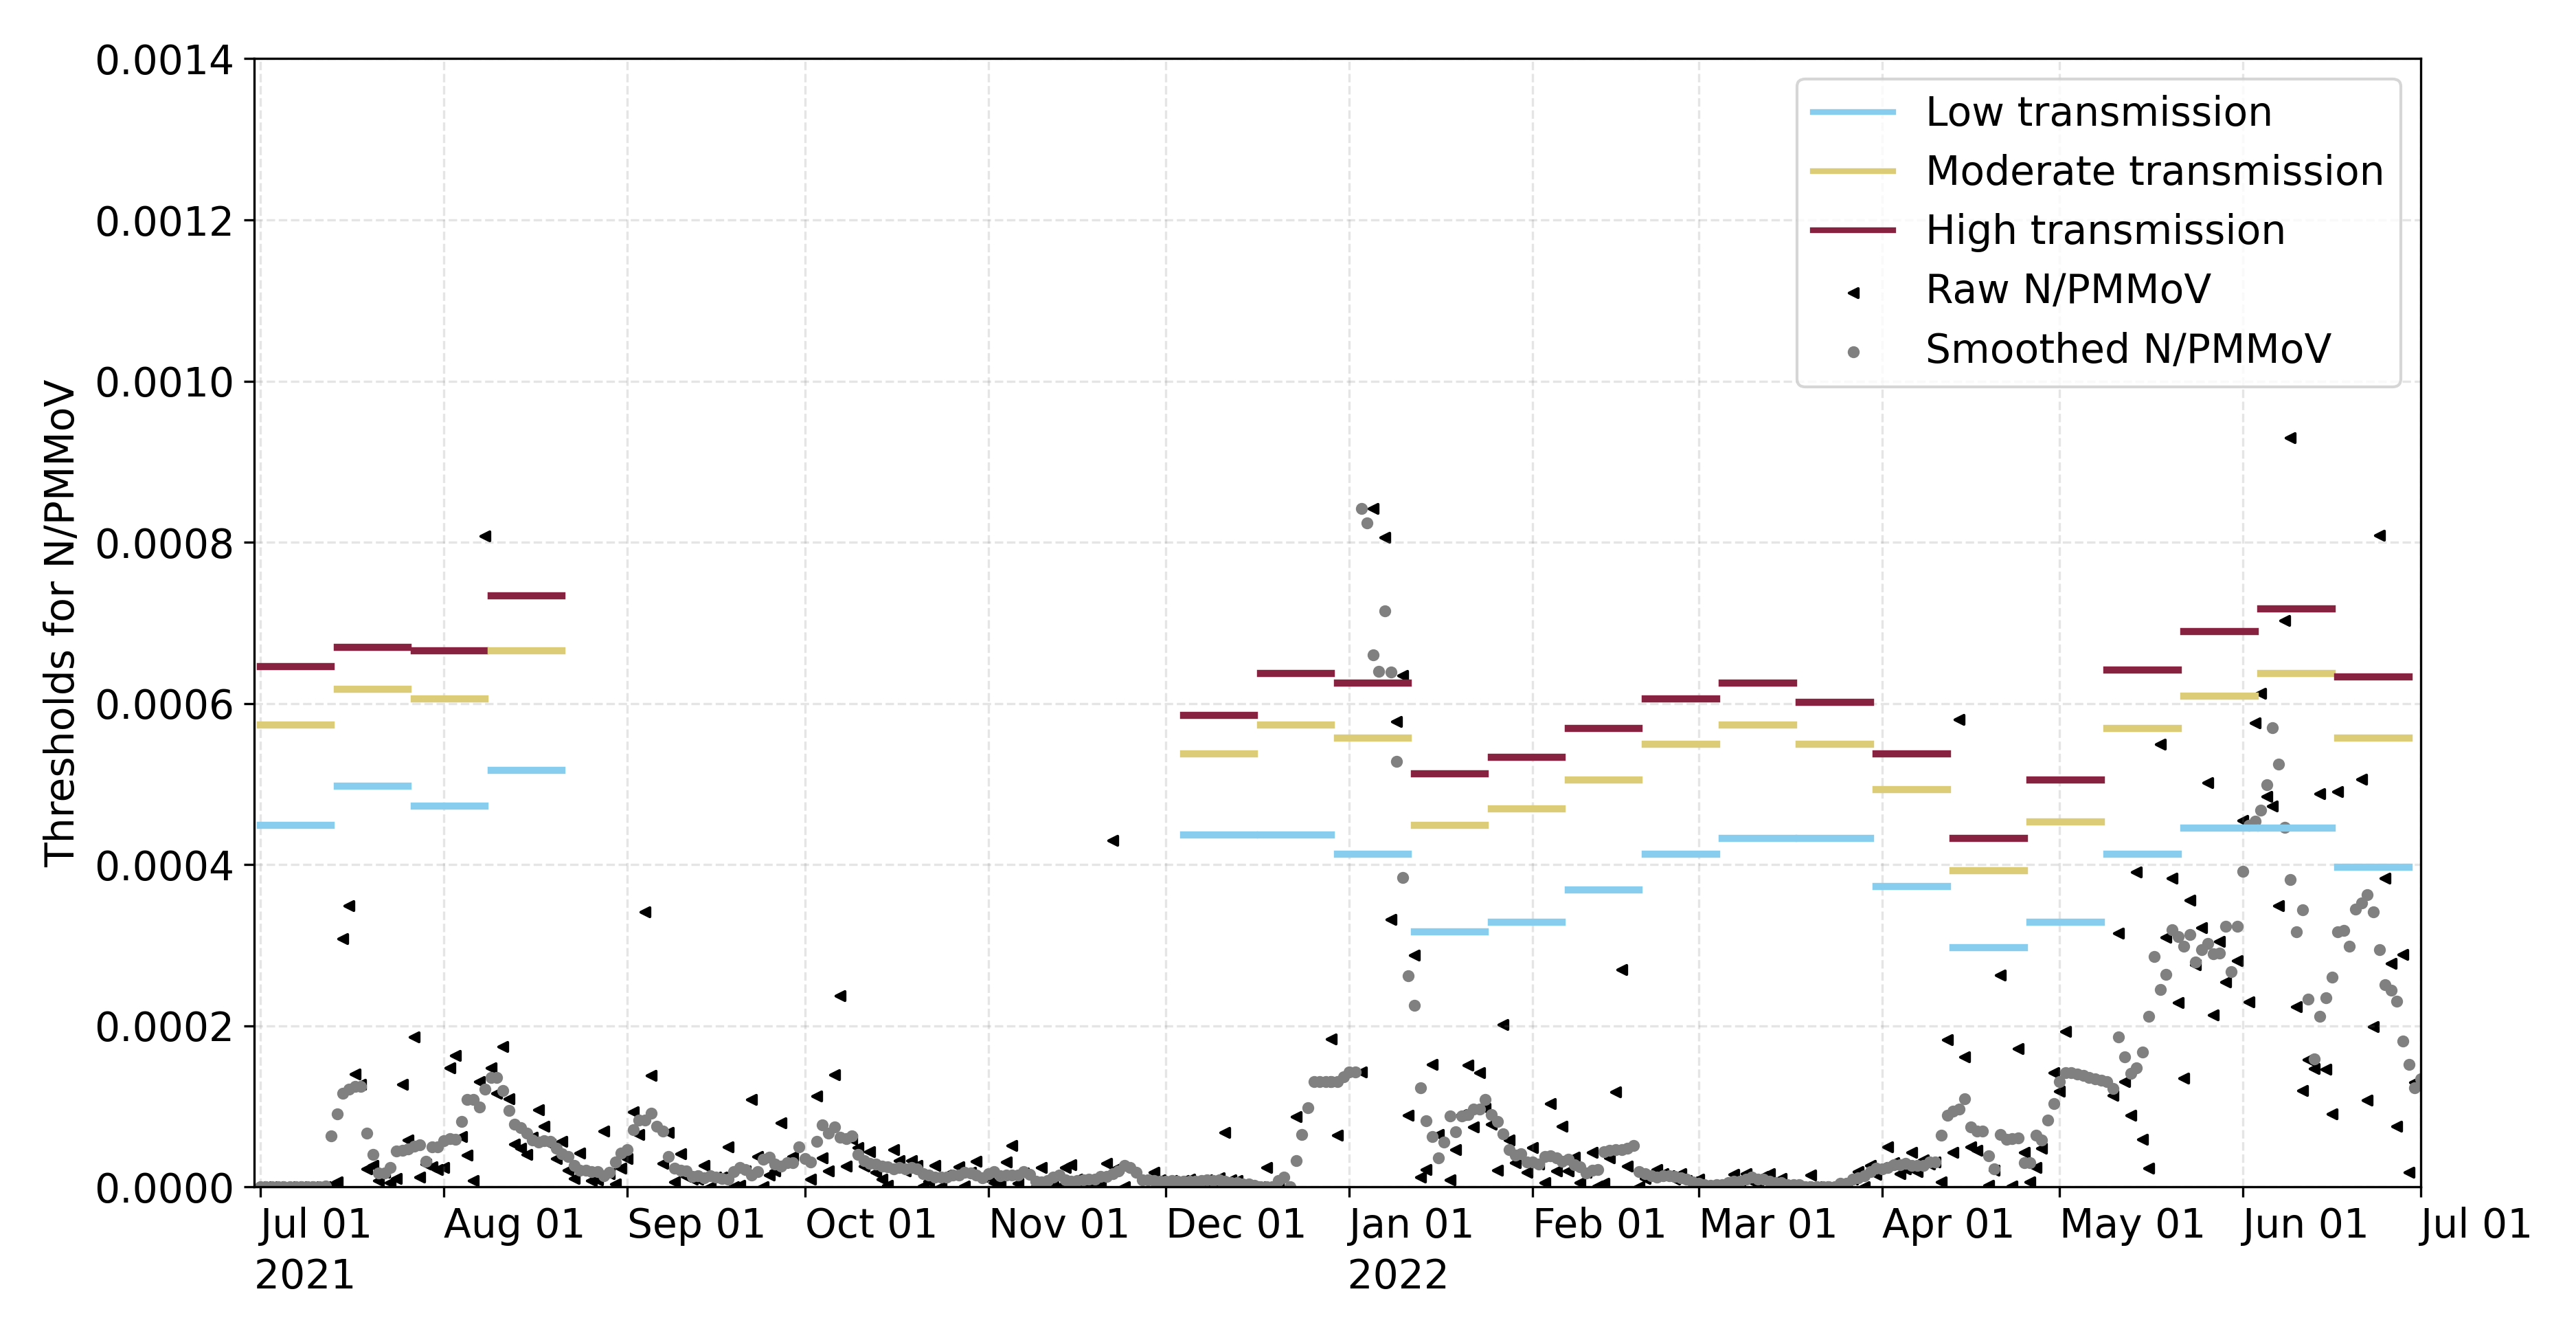 Thresholds for N/PMMoV
0.0014
0.0012
0.0010
0.0008
0.0006
0.0004
0.0002
0.0000
Low transmission
Moderate transmission
High transmission
Raw N/PMMoV
Smoothed N/PMMoV
Jul 01 Aug 01 Sep 01 Oct 01 Nov 01 Dec 01 Jan 01 Feb 01 Mar 01 Apr 01 May 01 Jun 01 Jul 01
2021 2022